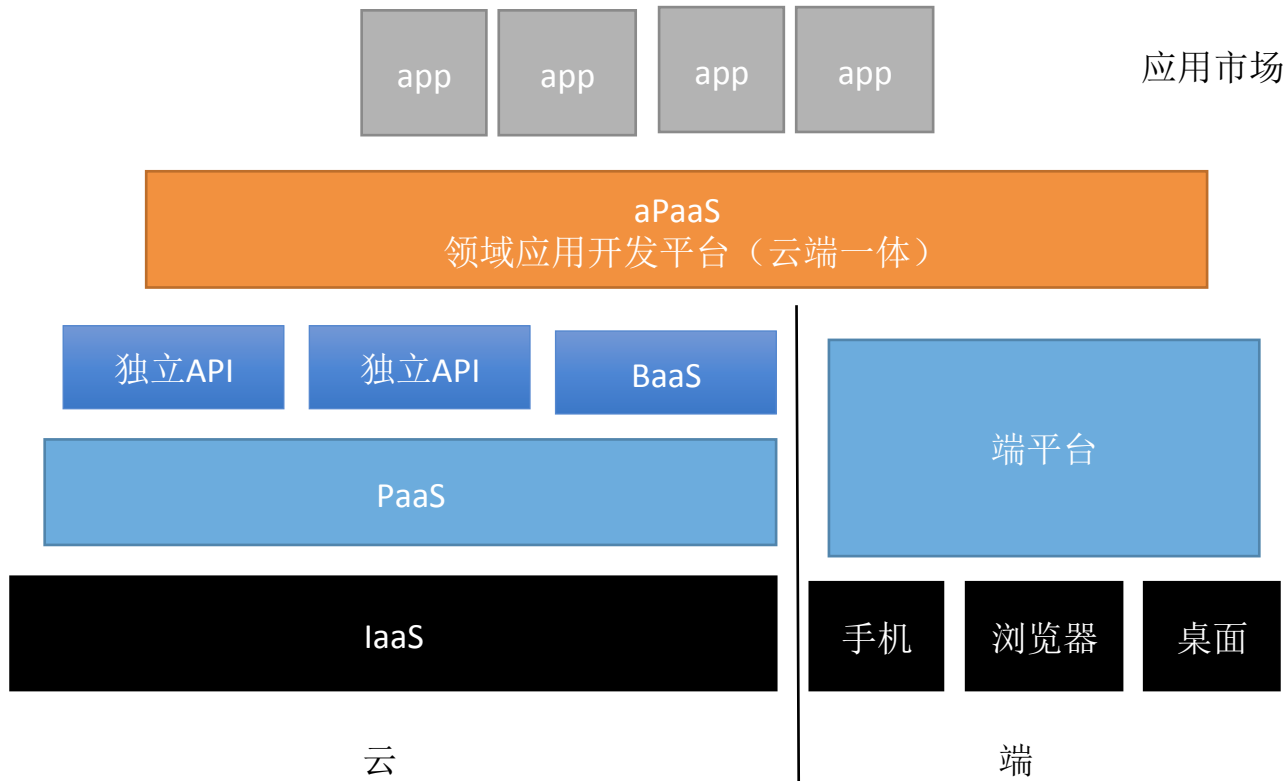 app
app
app
app
应用市场
aPaaS
领域应用开发平台（云端一体）
独立API
独立API
BaaS
端平台
PaaS
IaaS
手机
浏览器
桌面
云
端